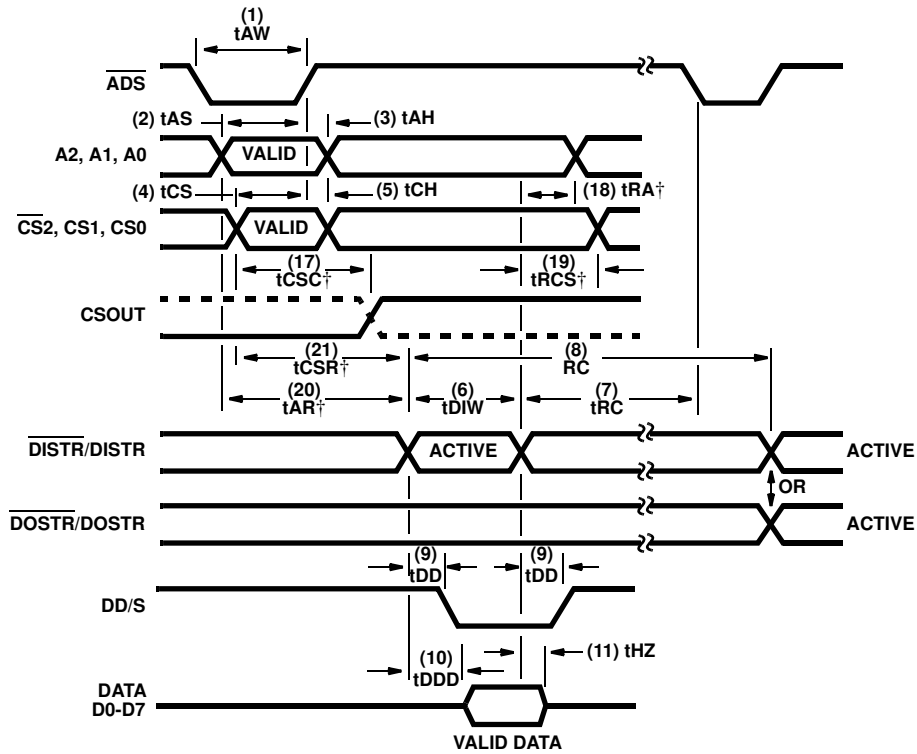 (1)
tAW
ADS
(2) tAS
(3) tAH
A2, A1, A0
VALID
(4) tCS
(5) tCH
(18) tRA†
CS2, CS1, CS0
VALID
(17)
tCSC†
(19)
tRCS†
CSOUT
(21)
tCSR†
(8)
RC
(20)
tAR†
(6)
tDIW
(7)
tRC
DISTR/DISTR
ACTIVE
ACTIVE
OR
DOSTR/DOSTR
ACTIVE
(9)
tDD
(9)
tDD
DD/S
(10)
tDDD
(11) tHZ
DATA
D0-D7
VALID DATA